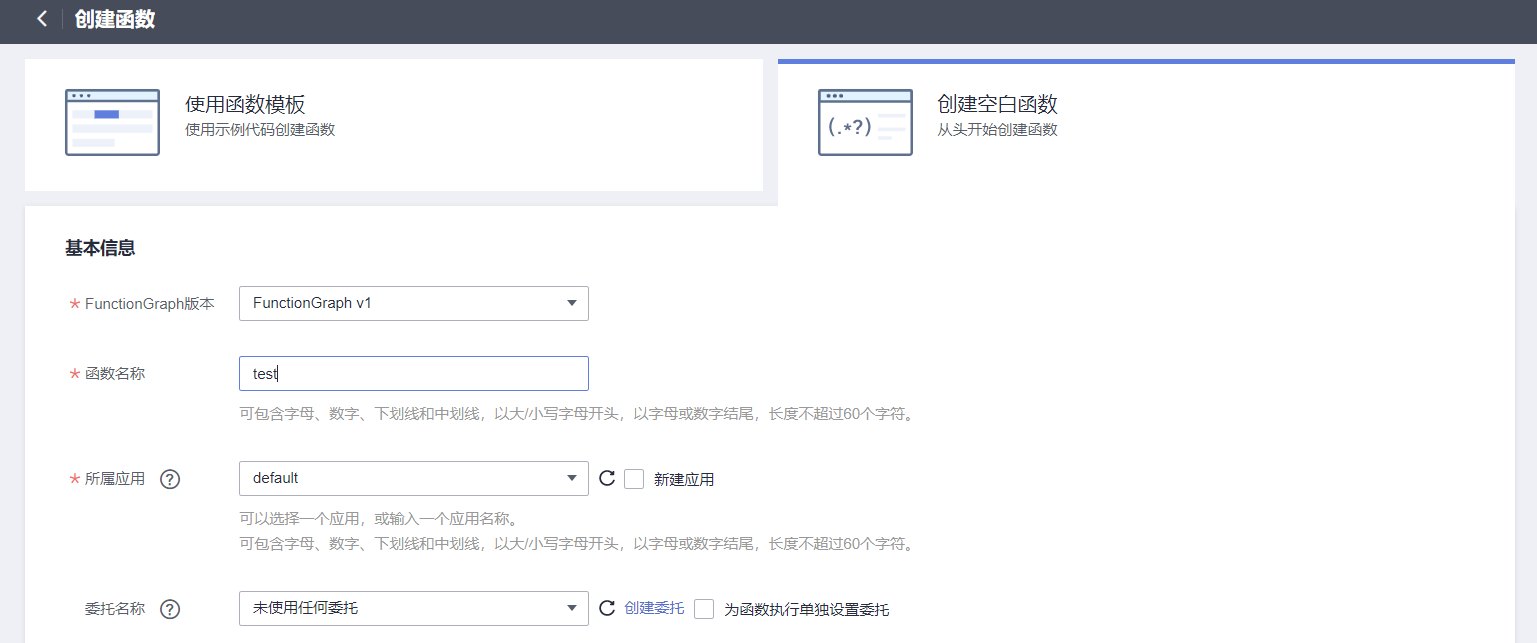 创建函数
使用函数模板
使用示例代码创建函数
(.*?)
创建空白函数
从头开始创建函数
基本信息
* FunctionGraph版本 FunctionGraph v1
* 函数名称 test
可包含字母、数字、下划线和中划线，以大/小写字母开头，以字母或数字结尾，长度不超过60个字符。
* 所属应用 ? default 新建应用
可以选择一个应用，或输入一个应用名称。
可包含字母、数字、下划线和中划线，以大/小写字母开头，以字母或数字结尾，长度不超过60个字符。
委托名称 ? 未使用任何委托 创建委托 为函数执行单独设置委托